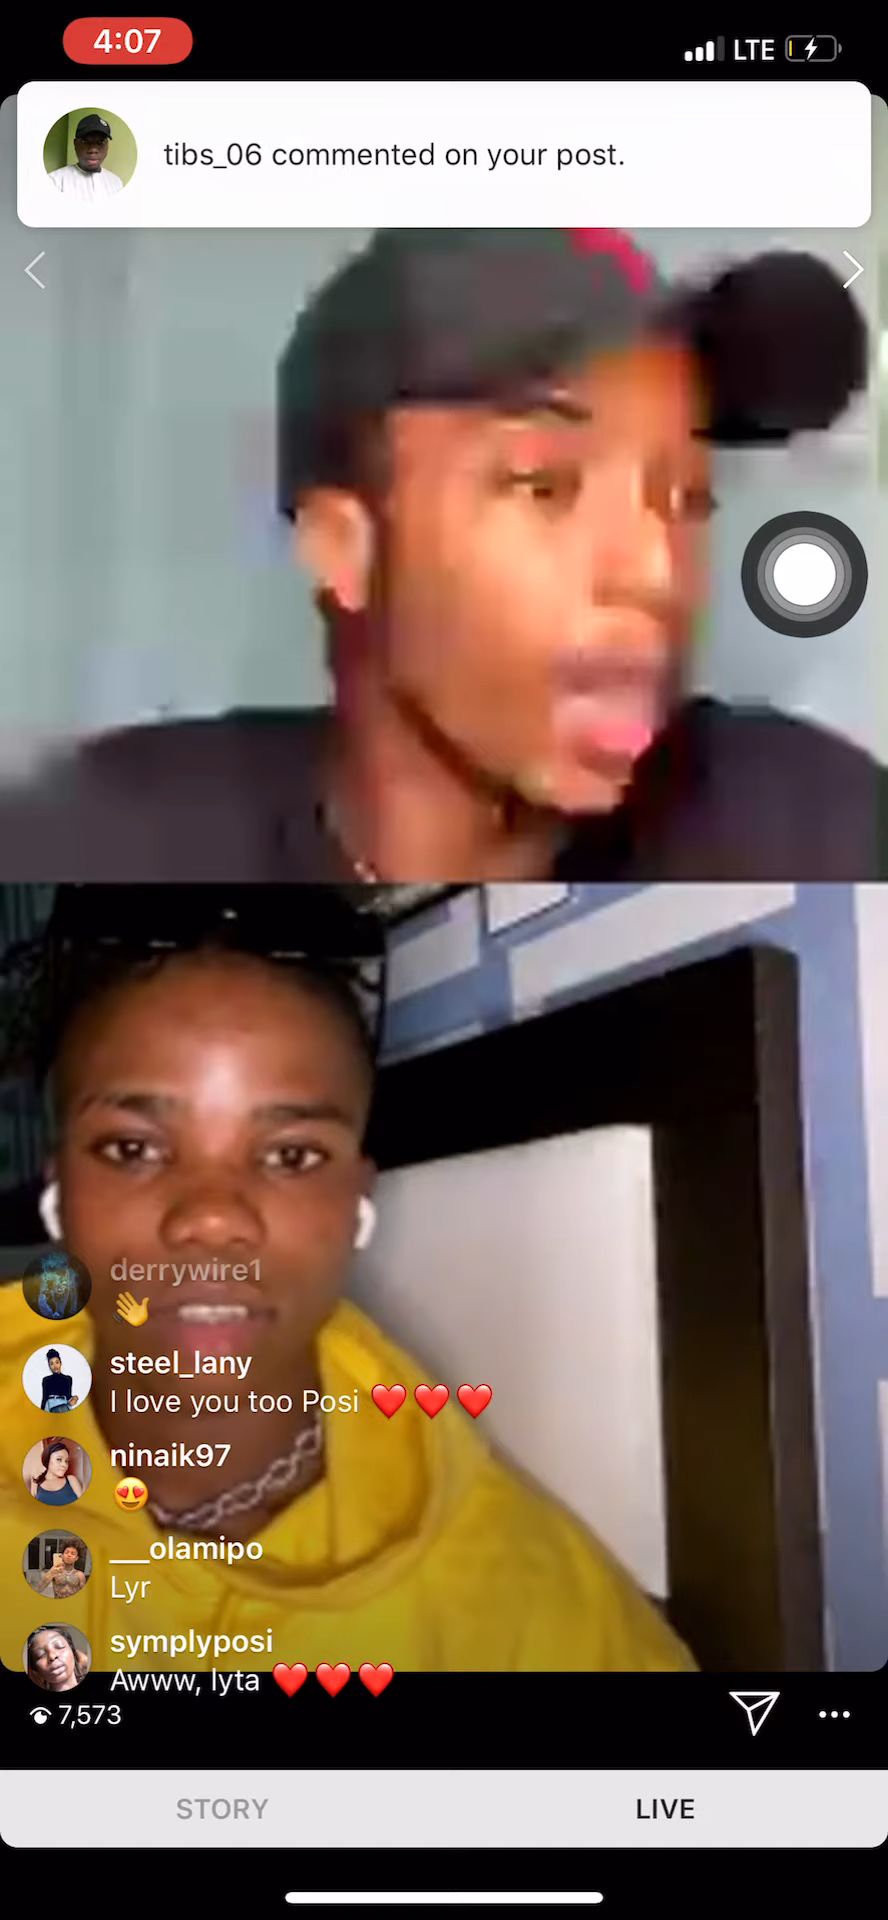 4:07
LTE
tibs_06 commented on your post.
derrywire1
👋
steel_lany
I love you too Posi ❤️❤️❤️
ninaik97
😍
___olamipo
Lyr
symplyposi
Awww, lyta ❤️❤️❤️
7,573
STORY
LIVE